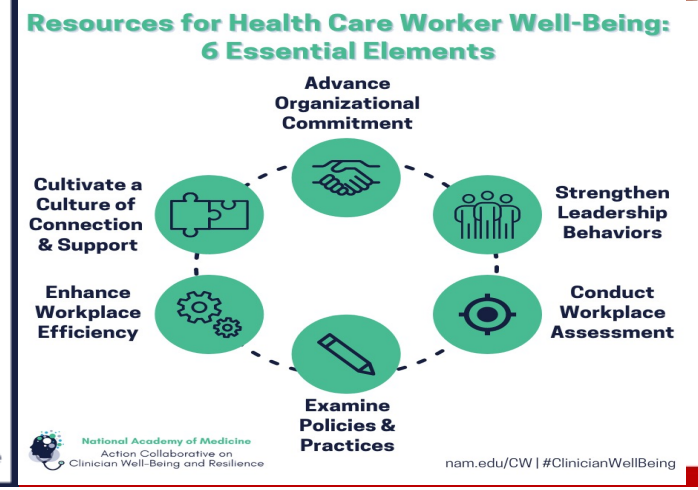 Resources for Health Care Worker Well-Being:
6 Essential Elements
Advance
Organizational
Commitment
Strengthen
Leadership
Behaviors
Conduct
Workplace
Assessment
Examine
Policies &
Practices
Enhance
Workplace
Efficiency
Cultivate a
Culture of
Connection
& Support
National Academy of Medicine
Action Collaborative on
Clinician Well-Being and Resilience
nam.edu/CW | #ClinicianWellBeing